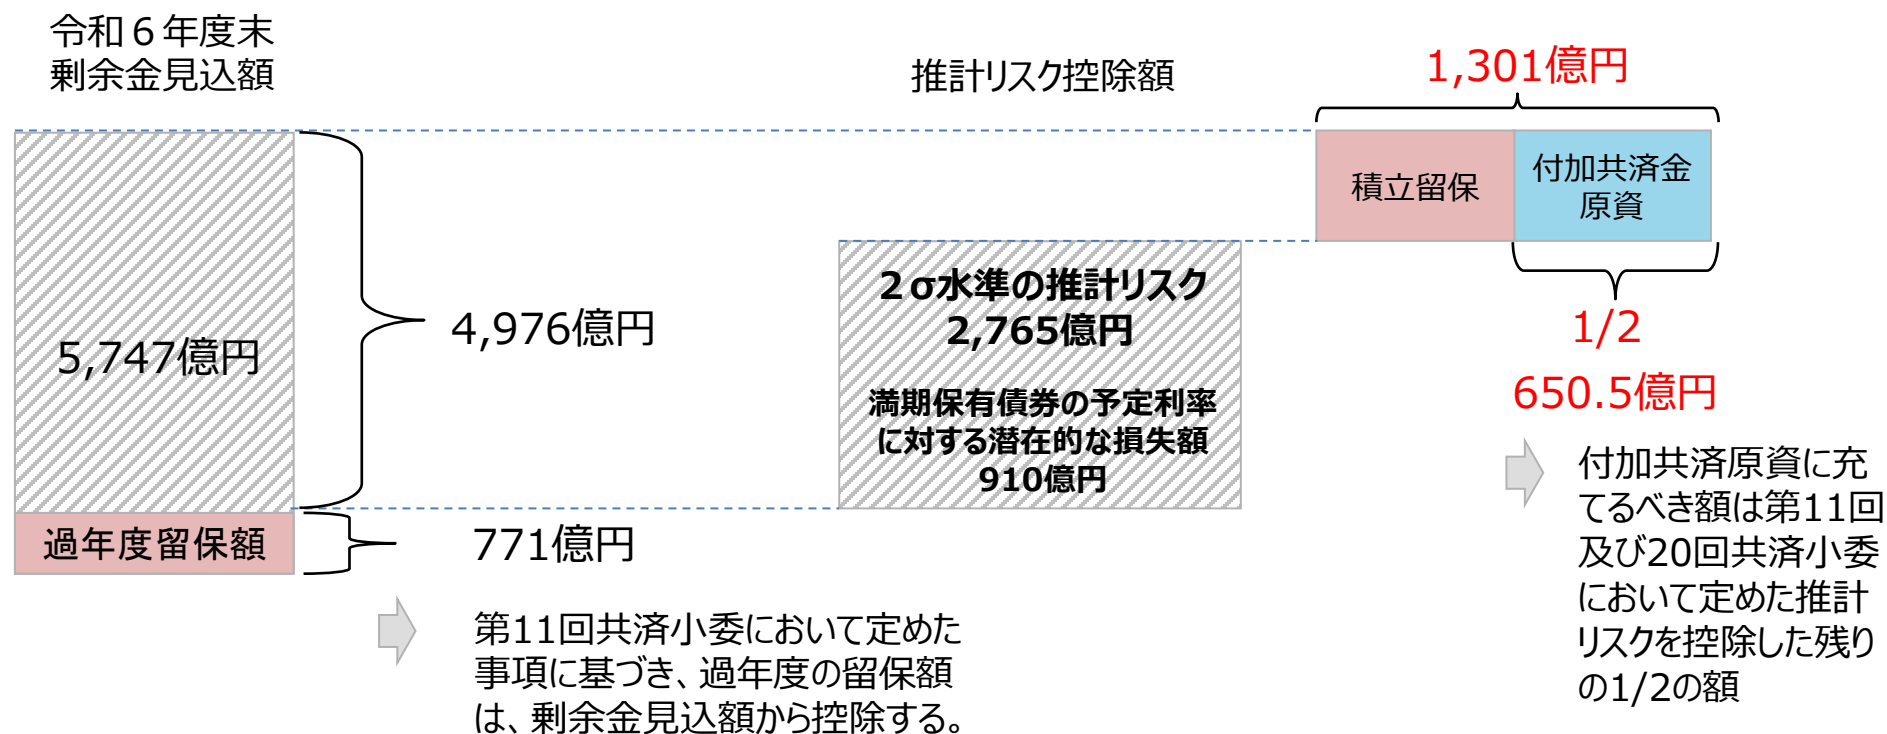 令和６年度末
剰余金見込額
推計リスク控除額
1,301億円
積立留保
付加共済金
原資
5,747億円
4,976億円
２σ水準の推計リスク
2,765億円
満期保有債券の予定利率
に対する潜在的な損失額
910億円
1/2
650.5億円
過年度留保額
771億円
第11回共済小委において定めた
事項に基づき、過年度の留保額
は、剰余金見込額から控除する。
付加共済原資に充
てるべき額は第11回
及び20回共済小委
において定めた推計
リスクを控除した残り
の1/2の額